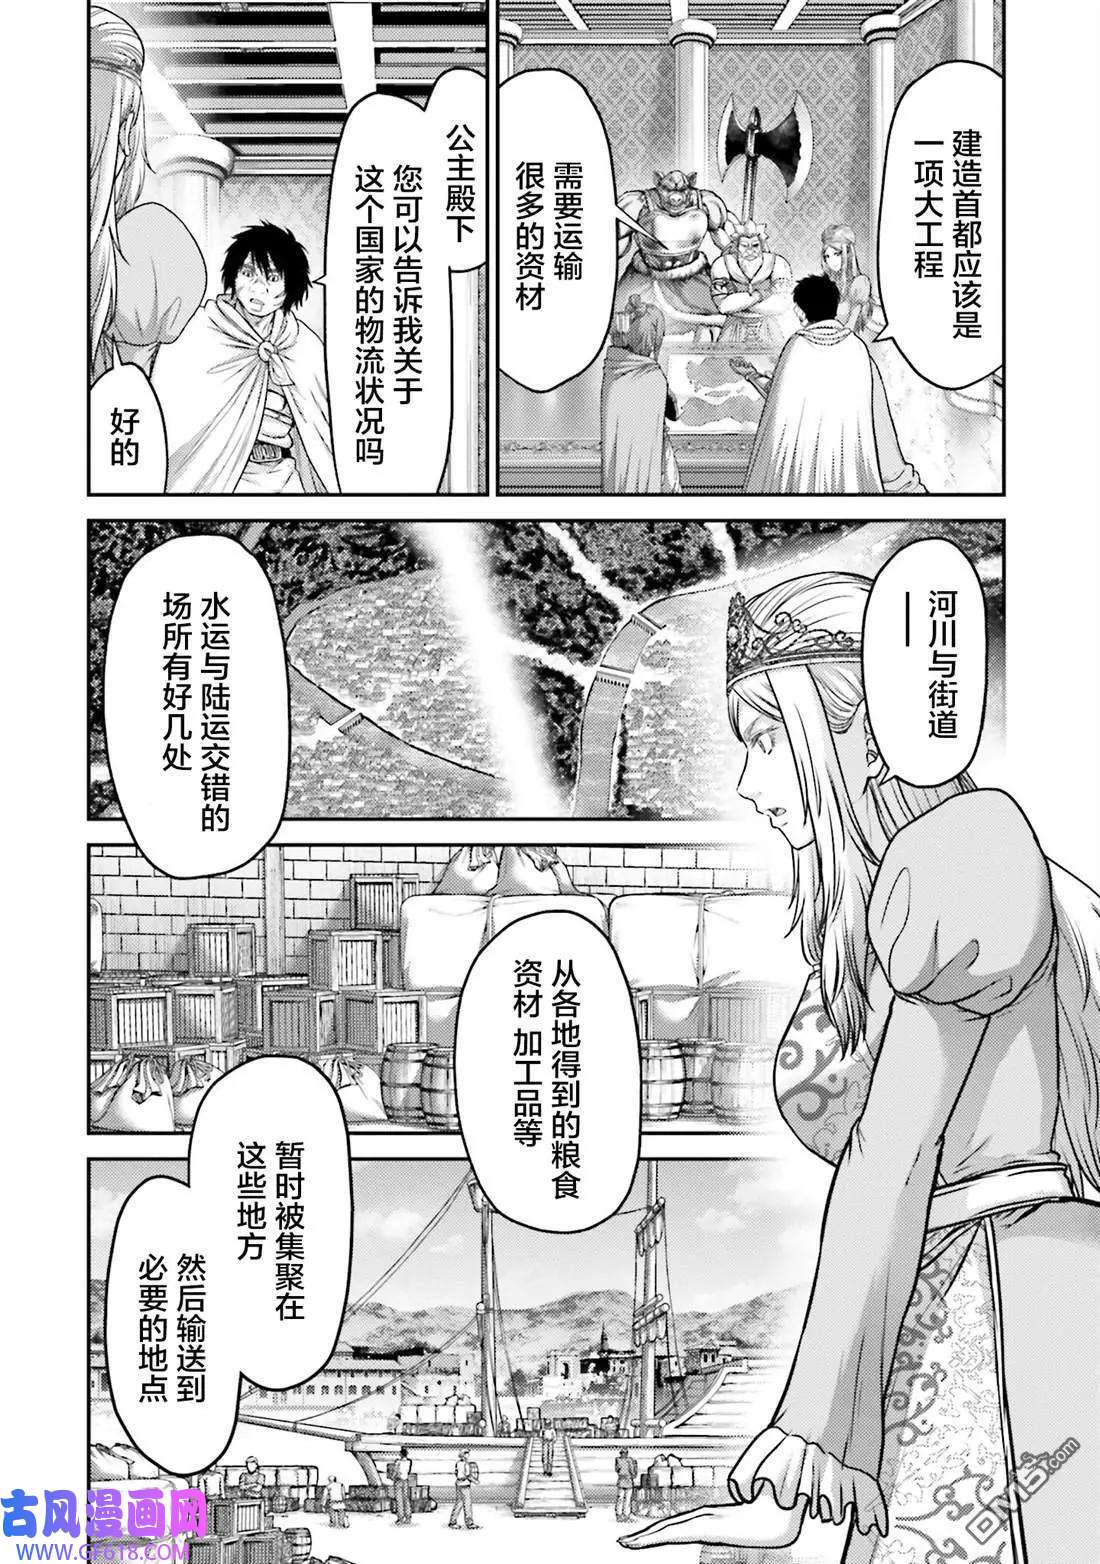 建造首都应该是
一项大工程
需要运输
很多的资材
公主殿下
您可以告诉我关于
这个国家的物流状况吗
好的
河川与街道
——
水运与陆运交错的
场所有好几处
从各地得到的粮食
资材 加工品等
暂时被集聚在
这些地方
然后输送到
必要的地点
古风漫画网
WWW.GF618.COM
DM5.com